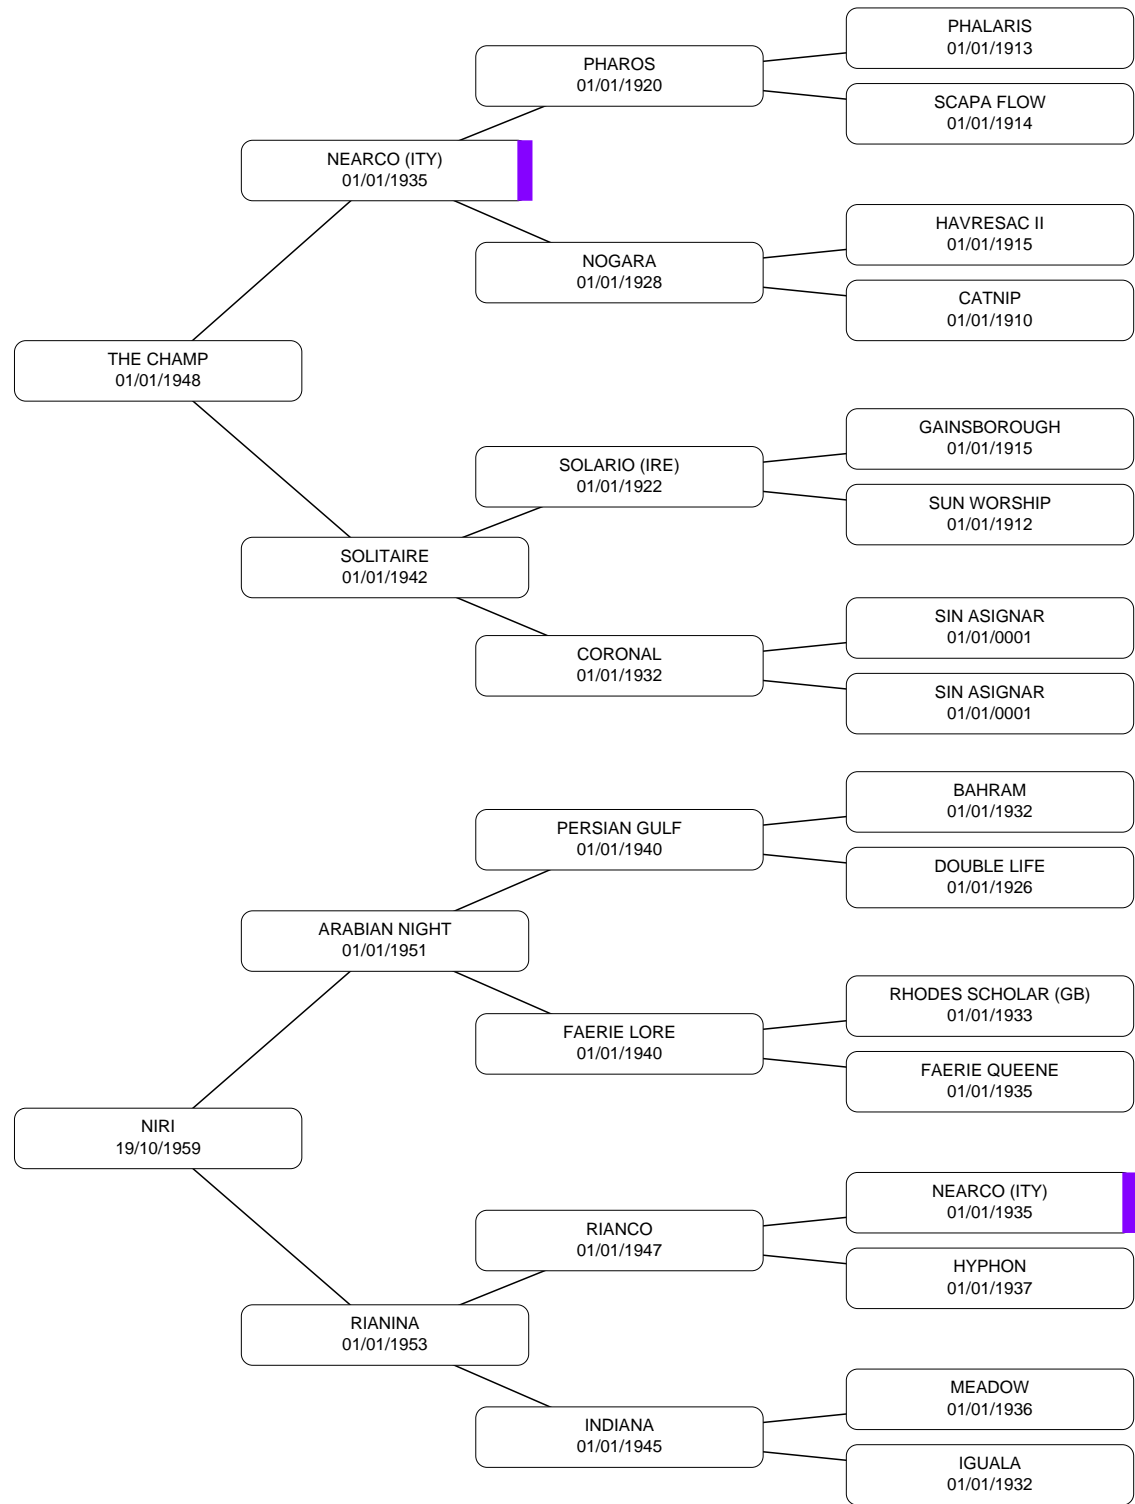 PHALARIS
01/01/1913
PHAROS
01/01/1920
SCAPA FLOW
01/01/1914
NEARCO (ITY)
01/01/1935
HAVRESAC II
01/01/1915
NOGARA
01/01/1928
CATNIP
01/01/1910
THE CHAMP
01/01/1948
GAINSBOROUGH
01/01/1915
SOLARIO (IRE)
01/01/1922
SUN WORSHIP
01/01/1912
SOLITAIRE
01/01/1942
SIN ASIGNAR
01/01/0001
CORONAL
01/01/1932
SIN ASIGNAR
01/01/0001
BAHRAM
01/01/1932
PERSIAN GULF
01/01/1940
DOUBLE LIFE
01/01/1926
ARABIAN NIGHT
01/01/1951
RHODES SCHOLAR (GB)
01/01/1933
FAERIE LORE
01/01/1940
FAERIE QUEENE
01/01/1935
NIRI
19/10/1959
NEARCO (ITY)
01/01/1935
RIANCO
01/01/1947
HYPHON
01/01/1937
RIANINA
01/01/1953
MEADOW
01/01/1936
INDIANA
01/01/1945
IGUALA
01/01/1932